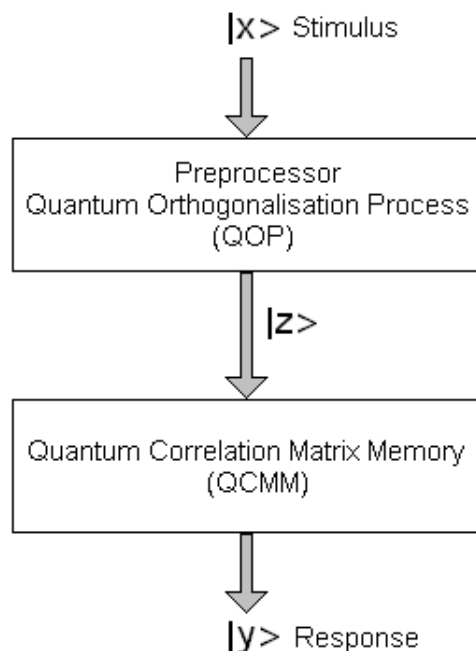 |x> Stimulus
Preprocessor
Quantum Orthogonalisation Process
(QOP)
|z>
Quantum Correlation Matrix Memory
(QCMM)
|y> Response